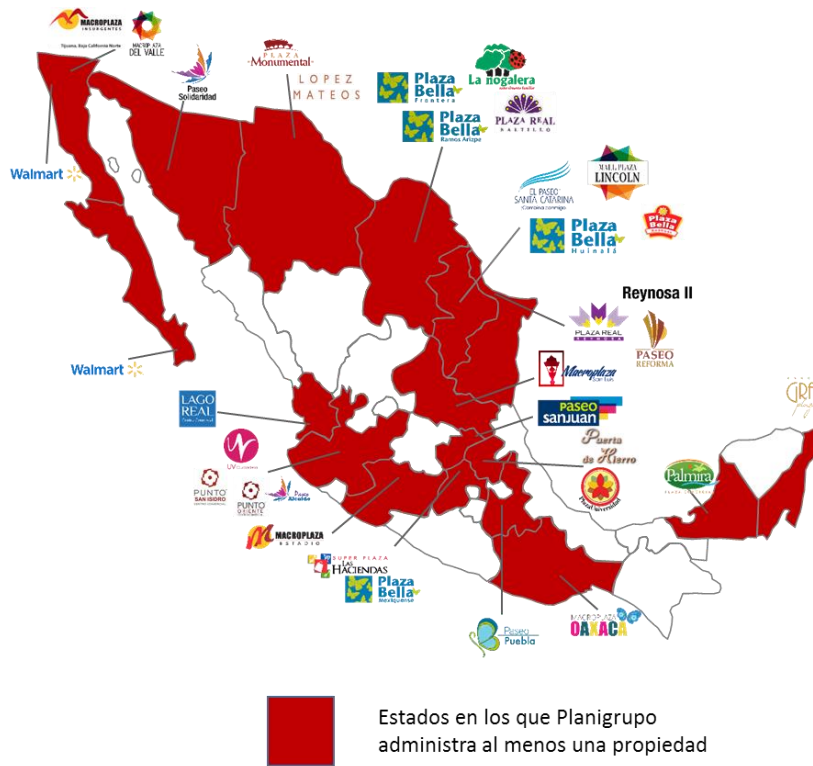 MACROPLAZA
INSURGENTES
Tijuana, Baja California Norte
MACROPLAZA
DEL VALLE
Paseo
Solidaridad
PLAZA
Monumental
LOPEZ
MATEOS
Plaza
Bella
Frontera
La nogalera
Plaza
Bella
Ramos Arizpe
PLAZA REAL
SALTILLO
Walmart
EL PASEO
SANTA CATARINA
MALL PLAZA
LINCOLN
Plaza
Bella
Huinalá
Plaza
Bella
Reynosa II
PLAZA REAL
REYNOSA
PASEO
REFORMA
Walmart
Macroplaza
San Luis
LAGO
REAL
PASEO
sanjuan
Puerta
de Hierro
Plaza Universidad
GRA
Palmira
UV
PUNTO
SAN ISIDRO
PUNTO
ORIENTE
Paseo
Alcalde
MACROPLAZA
ESTADIO
SUPER PLAZA
LAS
HACIENDAS
Plaza
Bella
Mexiquense
Paseo
Puebla
MACROPLAZA
OAXACA
Estados en los que Planigrupo
administra al menos una propiedad